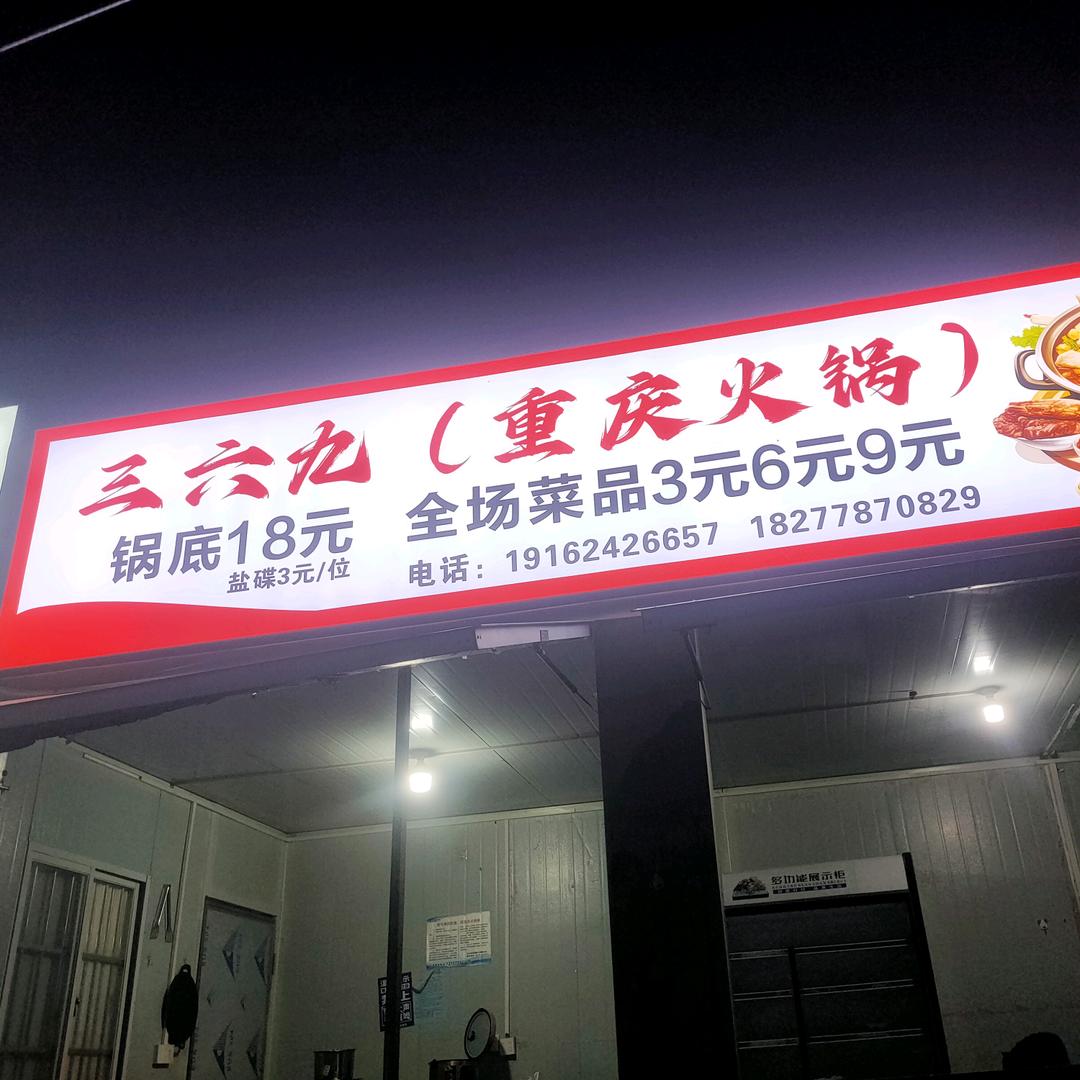 三六九（重庆火锅）
锅底18元
盐碟3元/位
全场菜品3元6元9元
电话：19162426657 18277870829
多功能展示柜